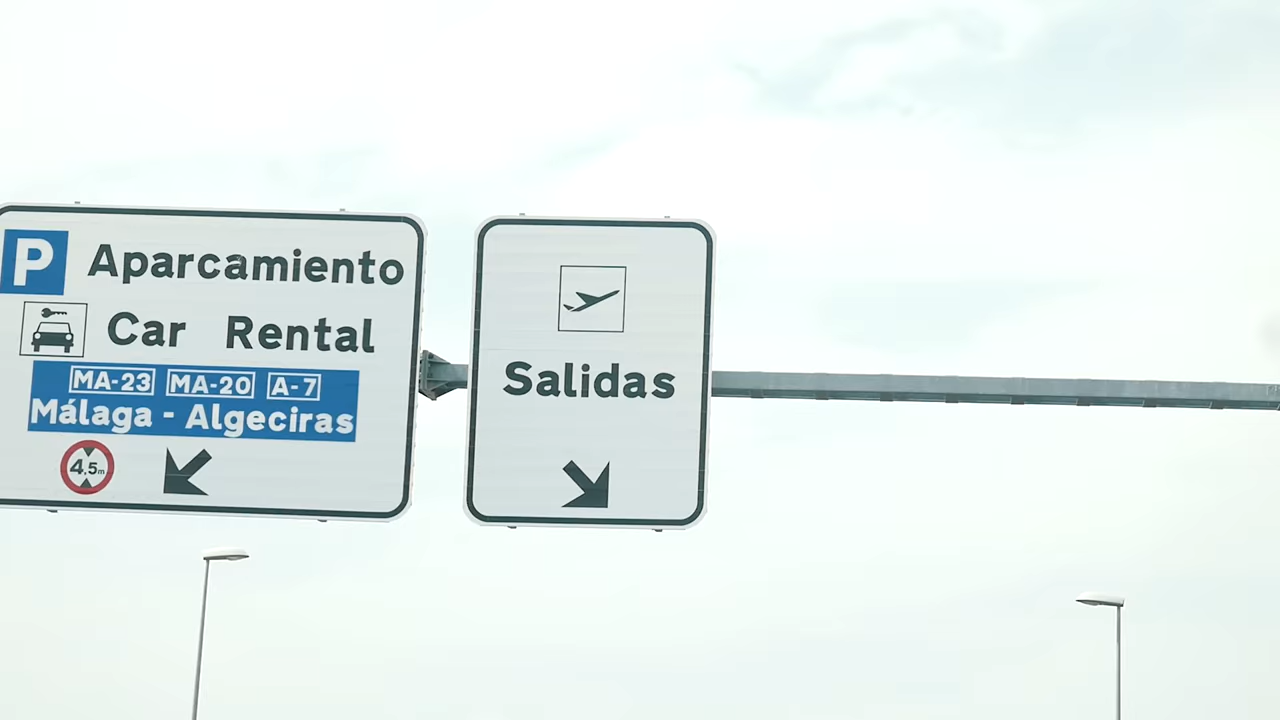 P Aparcamiento
Car Rental
MA-23 MA-20 A-7
Málaga - Algeciras
4,5m
Salidas